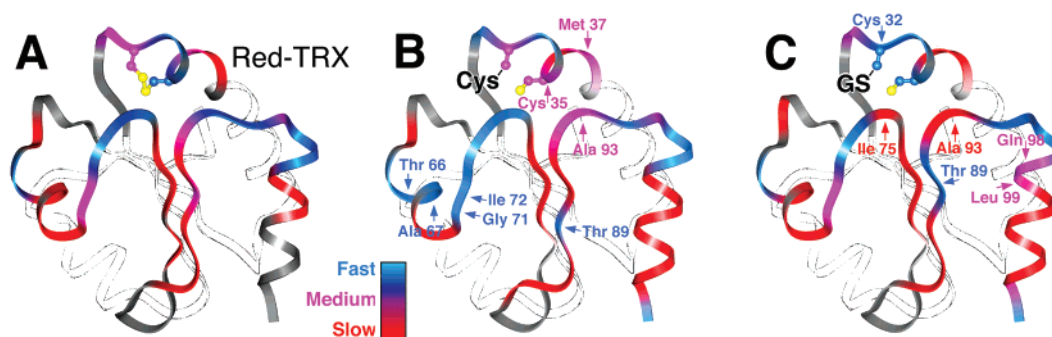 A
Red-TRX
Fast
Medium
Slow
B
Met 37
Cys
Cys 35
Ala 93
Thr 66
Ile 72
Gly 71
Ala 67
Thr 89
C
Cys 32
GS
Ile 75
Ala 93
Gln 98
Thr 89
Leu 99